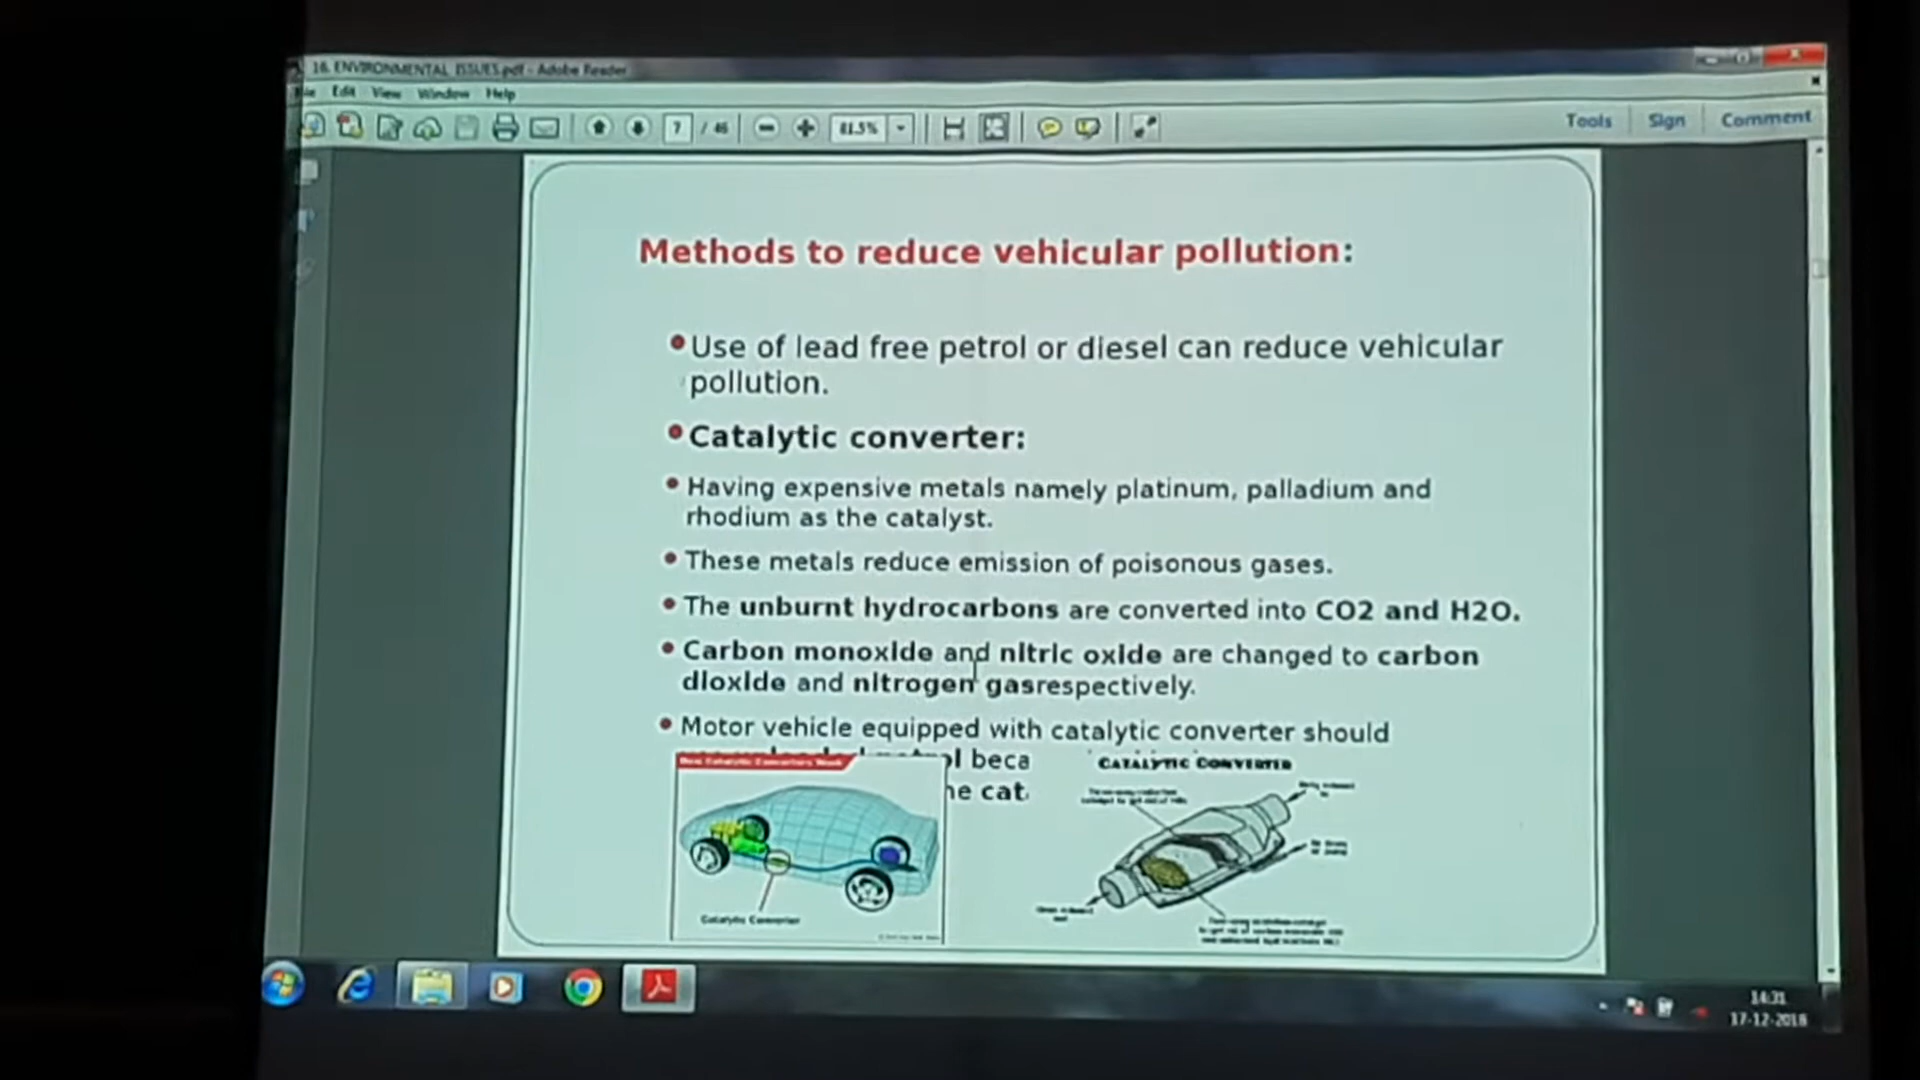 16. ENVIRONMENTAL ISSUES.pdf - Adobe Reader
Edit View Window Help
7 / 46 81.5% Tools Sign Comment
Methods to reduce vehicular pollution:
•Use of lead free petrol or diesel can reduce vehicular
pollution.
•Catalytic converter:
• Having expensive metals namely platinum, palladium and
rhodium as the catalyst.
• These metals reduce emission of poisonous gases.
• The unburnt hydrocarbons are converted into CO2 and H2O.
• Carbon monoxide and nitric oxide are changed to carbon
dioxide and nitrogen gasrespectively.
• Motor vehicle equipped with catalytic converter should
beca
cat
CATALYTIC CONVERTER
Catalytic Converter
14:31
17-12-2018